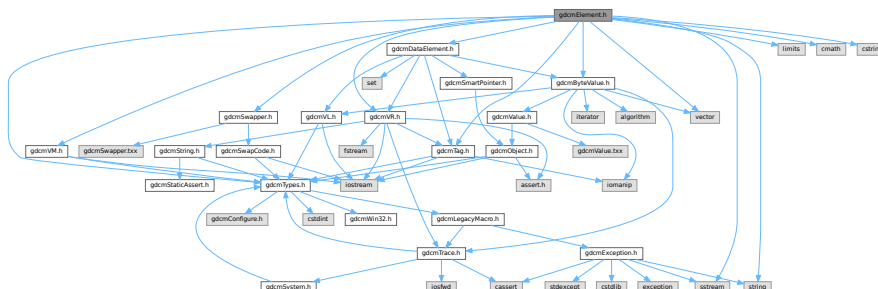 gdcmElement.h
gdcmDataElement.h
limits
cmath
set
gdcmSmartPointer.h
gdcmByteValue.h
gdcmSwapper.h
gdcmVL.h
gdcmVR.h
gdcmValue.h
iterator
algorithm
vector
gdcmVM.h
gdcmSwapper.txx
gdcmString.h
gdcmSwapCode.h
fstream
gdcmTag.h
gdcmObject.h
gdcmValue.txx
gdcmStaticAssert.h
gdcmTypes.h
iostream
assert.h
iomanip
gdcmConfigure.h
cstdint
gdcmWin32.h
gdcmLegacyMacro.h
gdcmTrace.h
gdcmException.h
gdcmSystem.h
iosfwd
cassert
stdexcept
cstdlib
exception
sstream
string